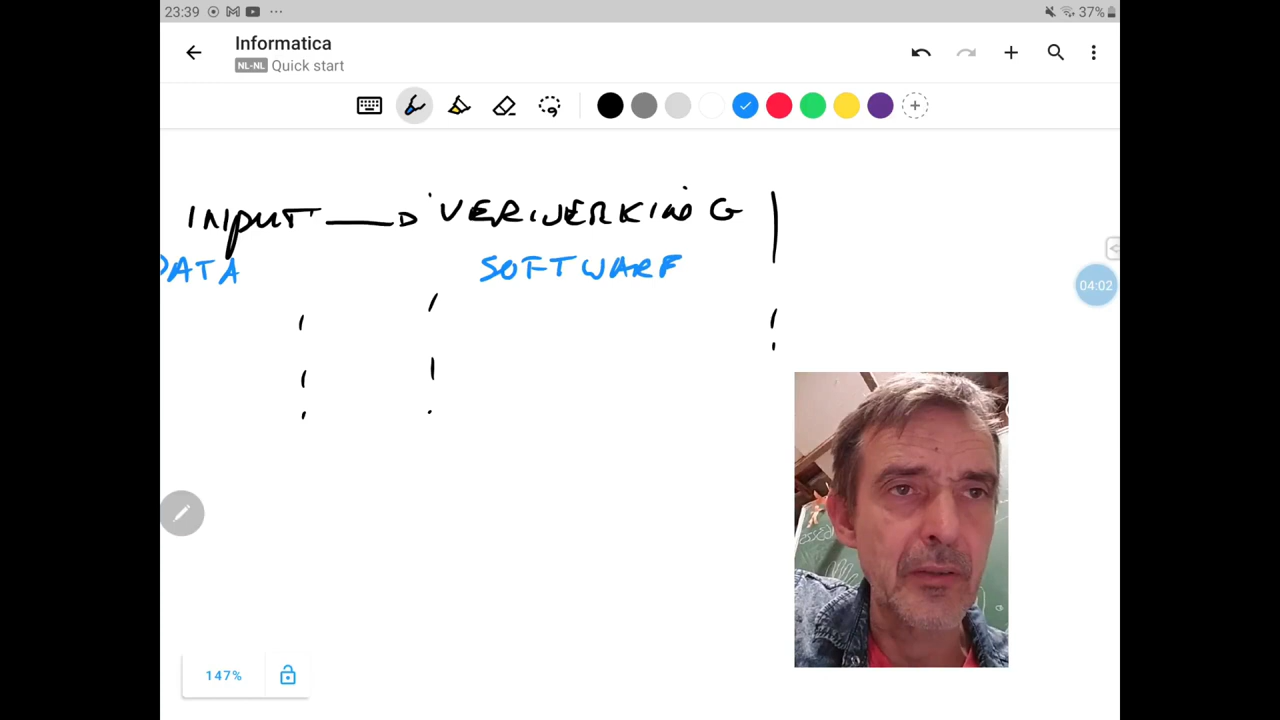 23:39 37%
Informatica
NL-NL Quick start
INPUT VERWERKING
DATA SOFTWARE
04:02
147%